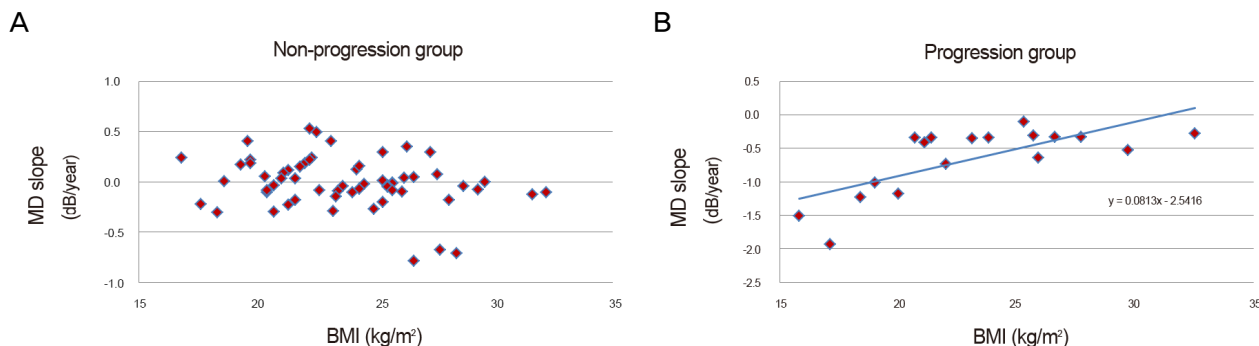 A
Non-progression group
1.0
0.5
0.0
-0.5
-1.0
MD slope
(dB/year)
15
20
25
30
35
BMI (kg/m²)
B
Progression group
0.5
0.0
-0.5
-1.0
-1.5
-2.0
-2.5
MD slope
(dB/year)
y = 0.0813x - 2.5416
15
20
25
30
35
BMI (kg/m²)